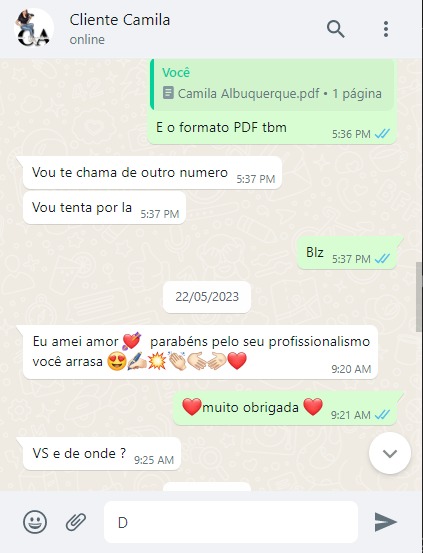 Cliente Camila
online
Você
Camila Albuquerque.pdf • 1 página
E o formato PDF tbm 5:36 PM
Vou te chama de outro numero 5:37 PM
Vou tenta por la 5:37 PM
Blz 5:37 PM
22/05/2023
Eu amei amor 💘 parabéns pelo seu profissionalismo
você arrasa 😍✍🏻💥👏🏻🫱🏻🫲🏻❤️ 9:20 AM
❤️muito obrigada ❤️ 9:21 AM
VS e de onde ? 9:25 AM
D